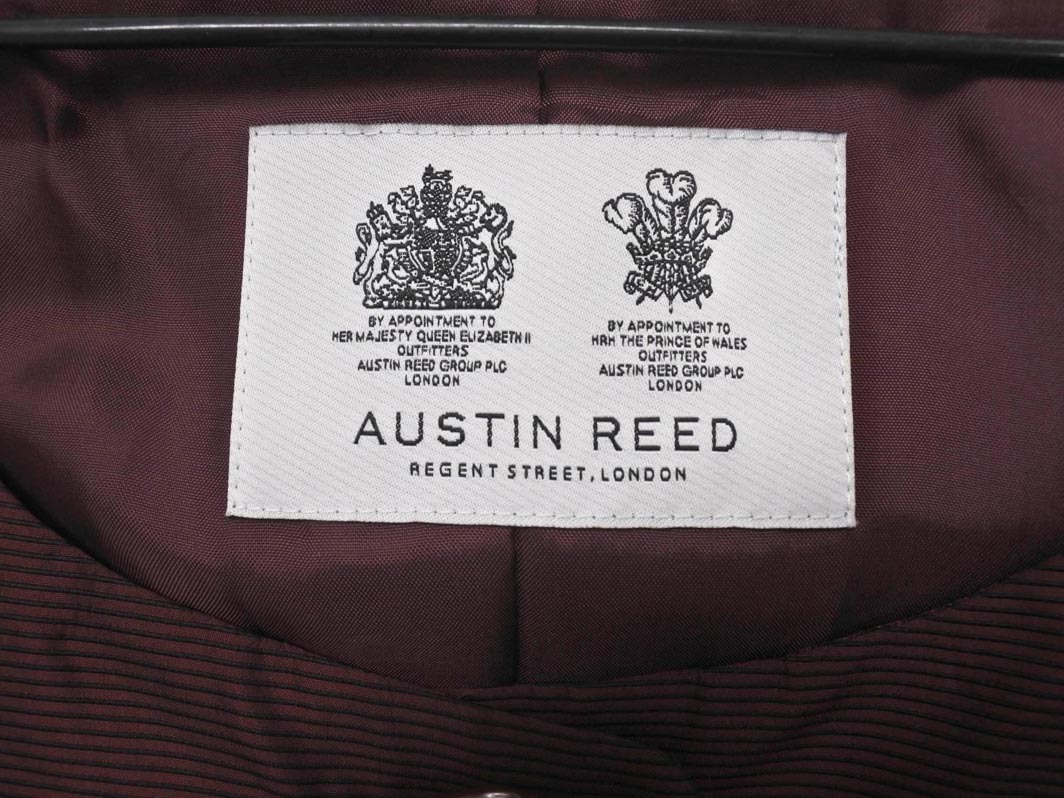 BY APPOINTMENT TO
HER MAJESTY QUEEN ELIZABETH II
OUTFITTERS
AUSTIN REED GROUP PLC
LONDON
BY APPOINTMENT TO
HRH THE PRINCE OF WALES
OUTFITTERS
AUSTIN REED GROUP PLC
LONDON
AUSTIN REED
REGENT STREET, LONDON